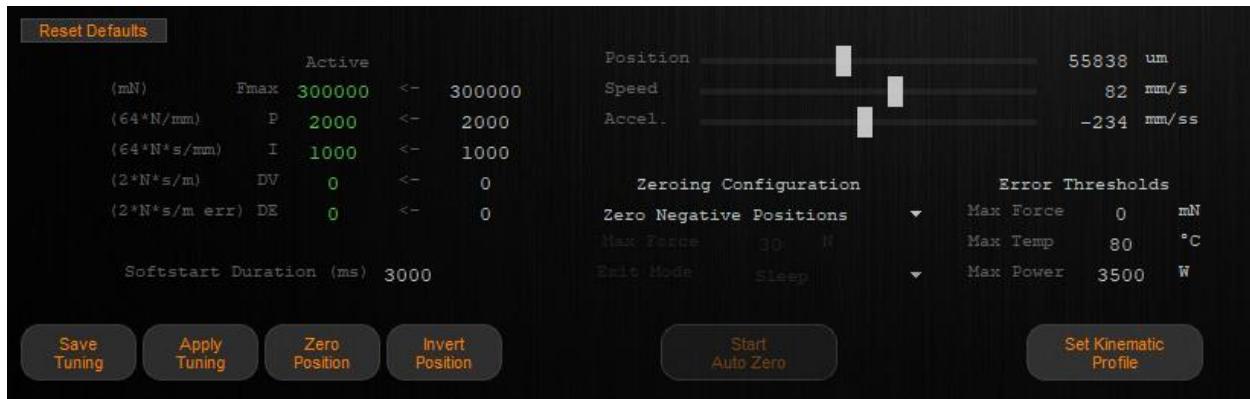 Reset Defaults
Active
(mN) Fmax 300000 <- 300000
(64*N/mm) P 2000 <- 2000
(64*N*s/mm) I 1000 <- 1000
(2*N*s/m) DV 0 <- 0
(2*N*s/m err) DE 0 <- 0
Softstart Duration (ms) 3000
Save
Tuning
Apply
Tuning
Zero
Position
Invert
Position
Position 55838 um
Speed 82 mm/s
Accel. -234 mm/ss
Zeroing Configuration
Zero Negative Positions
Max Force 30 N
Exit Mode Sleep
Start
Auto Zero
Error Thresholds
Max Force 0 mN
Max Temp 80 °C
Max Power 3500 W
Set Kinematic
Profile